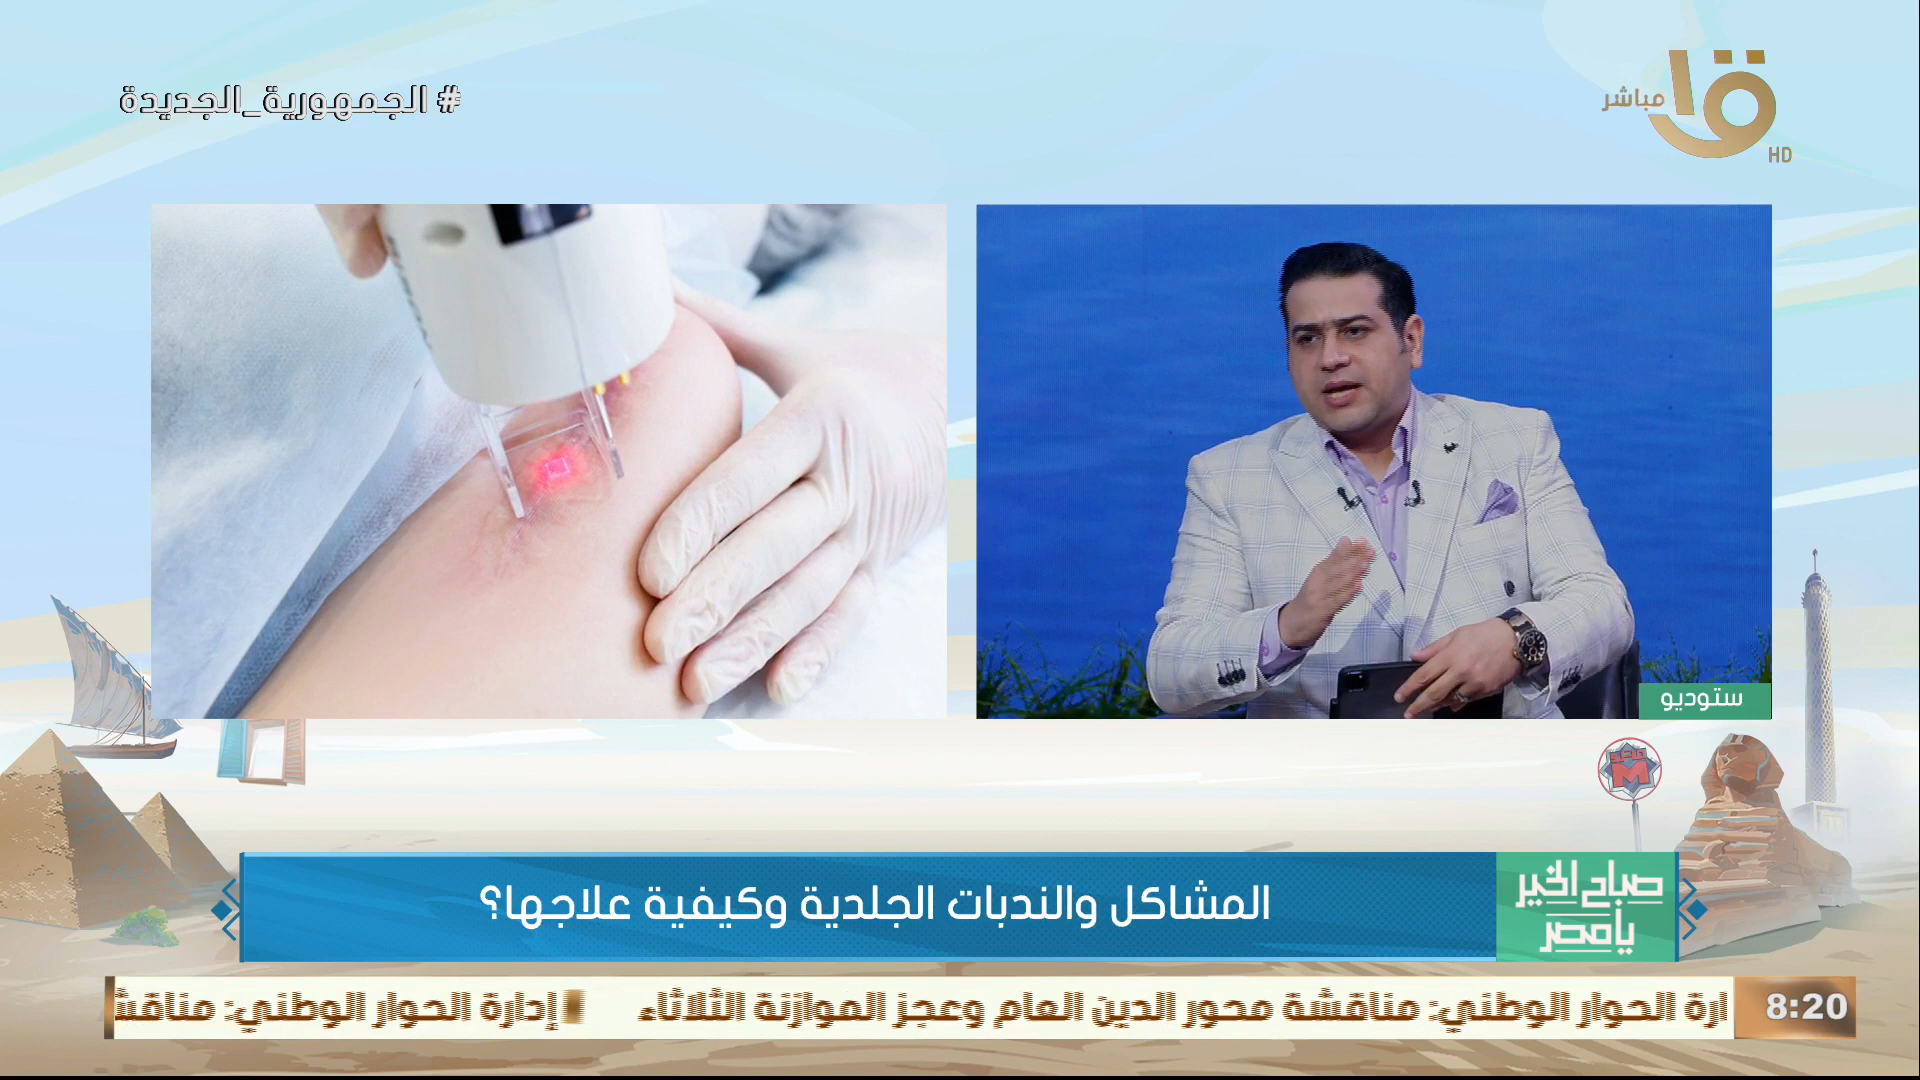 # الجمهورية_الجديدة
مباشر
HD
ستوديو
صباح الخير
يا مصر
المشاكل والندبات الجلدية وكيفية علاجها؟
8:20
ارة الحوار الوطني: مناقشة محور الدين العام وعجز الموازنة الثلاثاء إدارة الحوار الوطني: مناقش